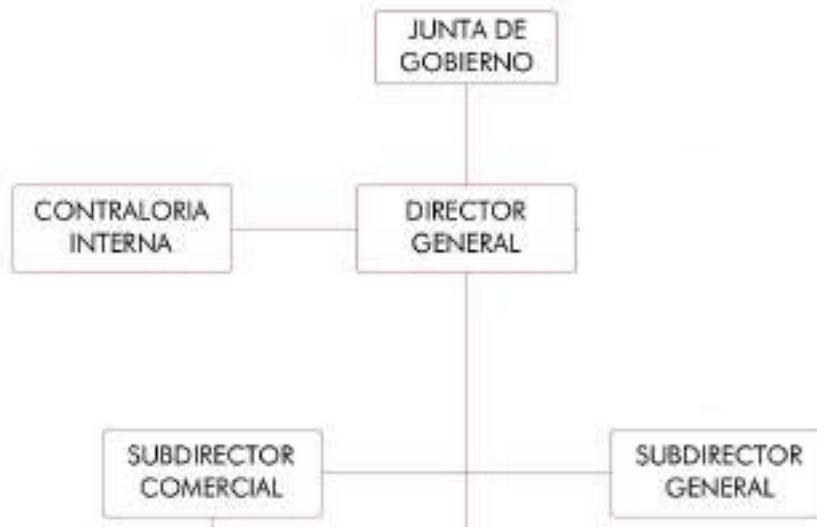 JUNTA DE
GOBIERNO
CONTRALORIA
INTERNA
DIRECTOR
GENERAL
SUBDIRECTOR
COMERCIAL
SUBDIRECTOR
GENERAL